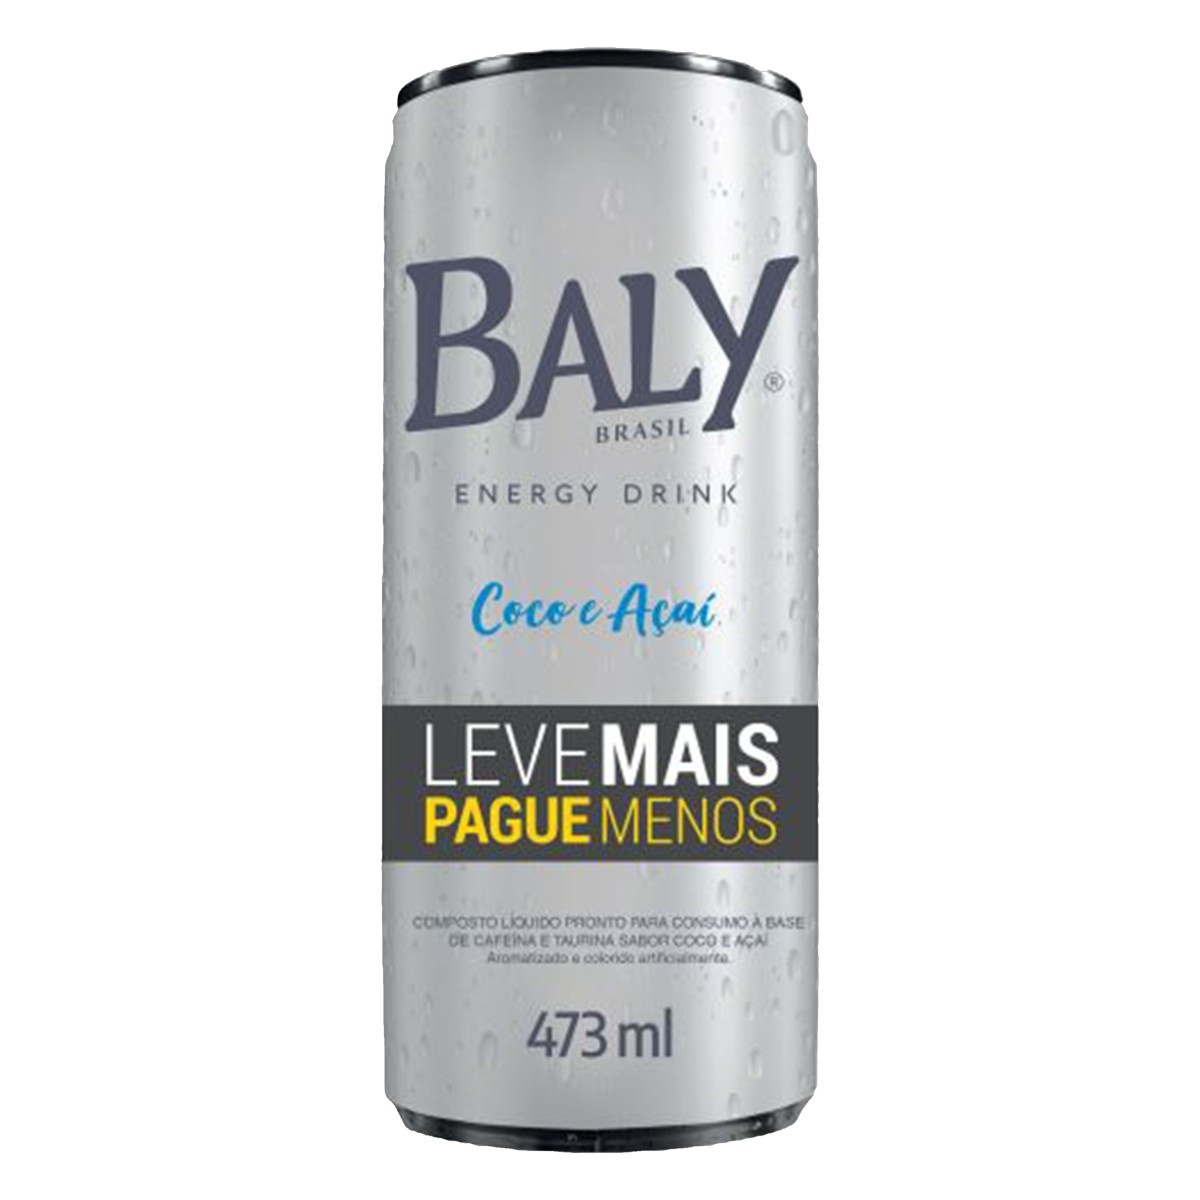 BALY®
BRASIL
ENERGY DRINK
Coco e Açaí
LEVE MAIS
PAGUE MENOS
COMPOSTO LÍQUIDO PRONTO PARA CONSUMO À BASE
DE CAFEÍNA E TAURINA SABOR COCO E AÇAÍ
Aromatizado e colorido artificialmente.
473 ml